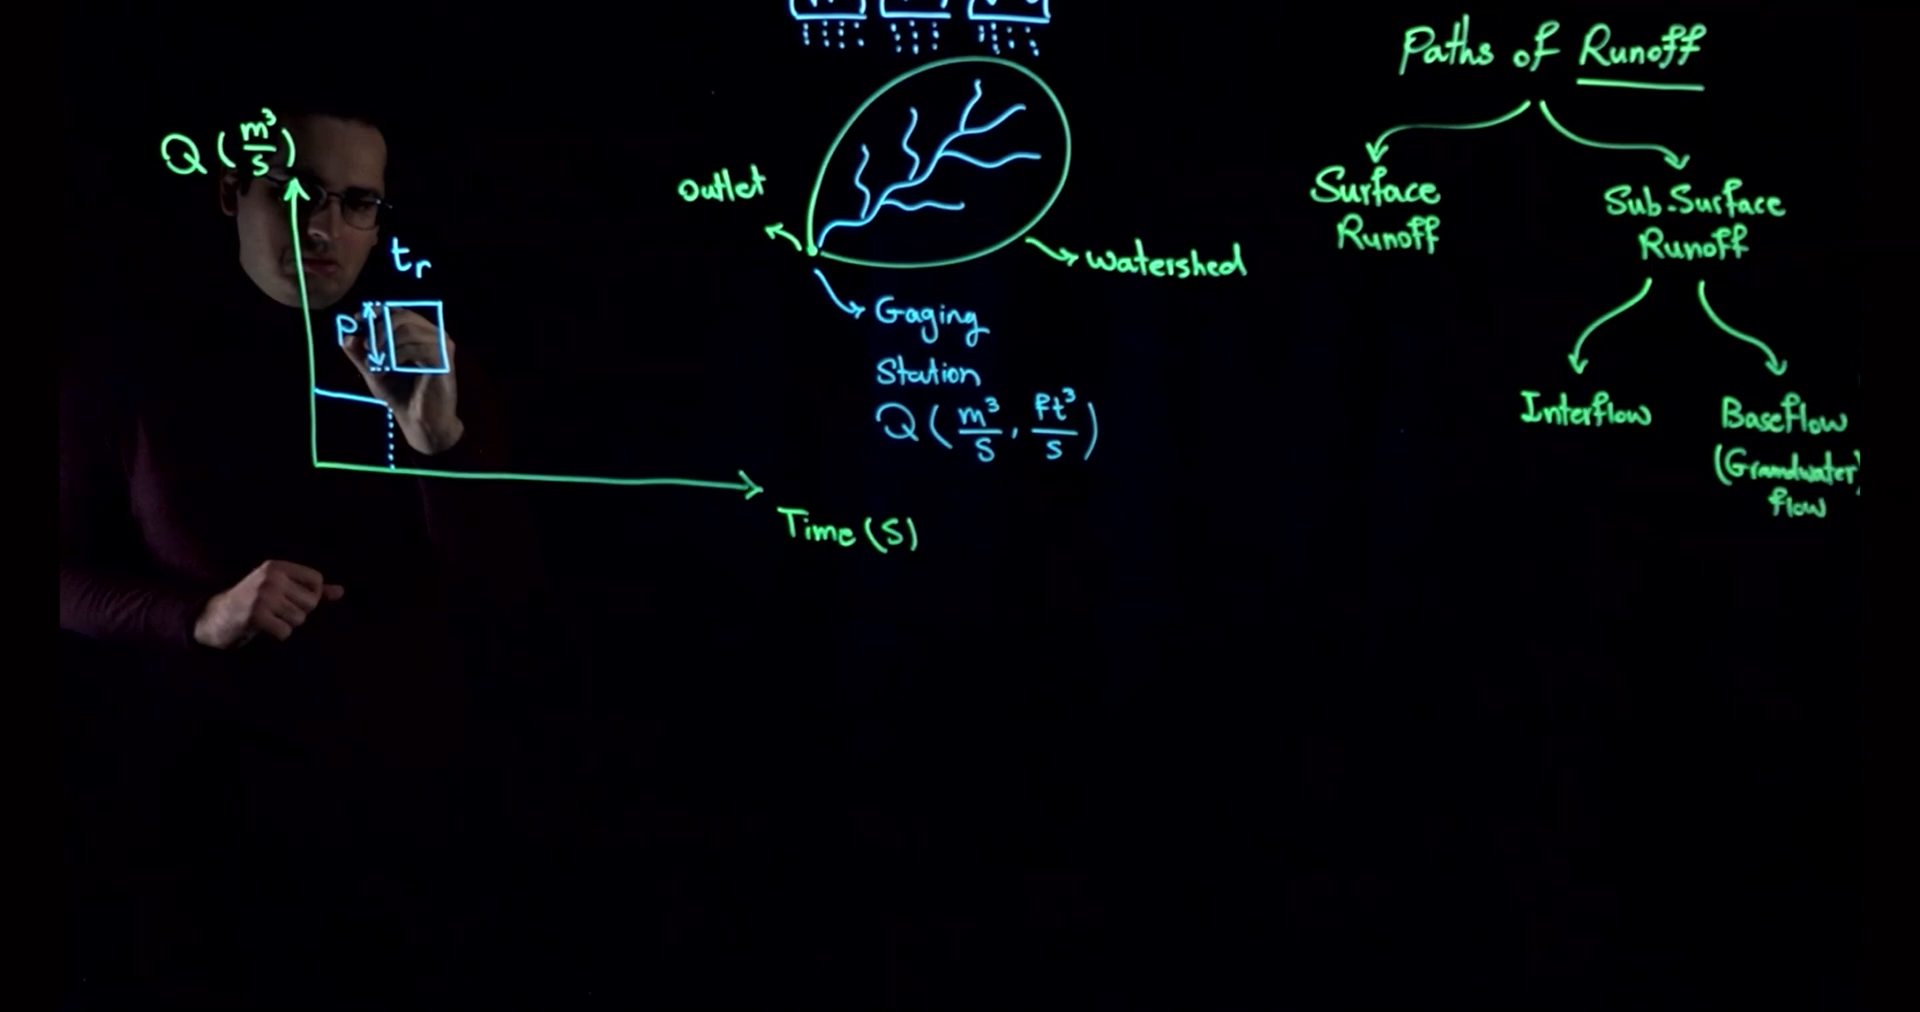 Paths of Runoff
Surface
Runoff
Sub-Surface
Runoff
Interflow
Baseflow
(Groundwater)
flow
Outlet
Watershed
Gaging
Station
Q (m³/s, ft³/s)
Q (m³/s)
tr
P
Time (S)